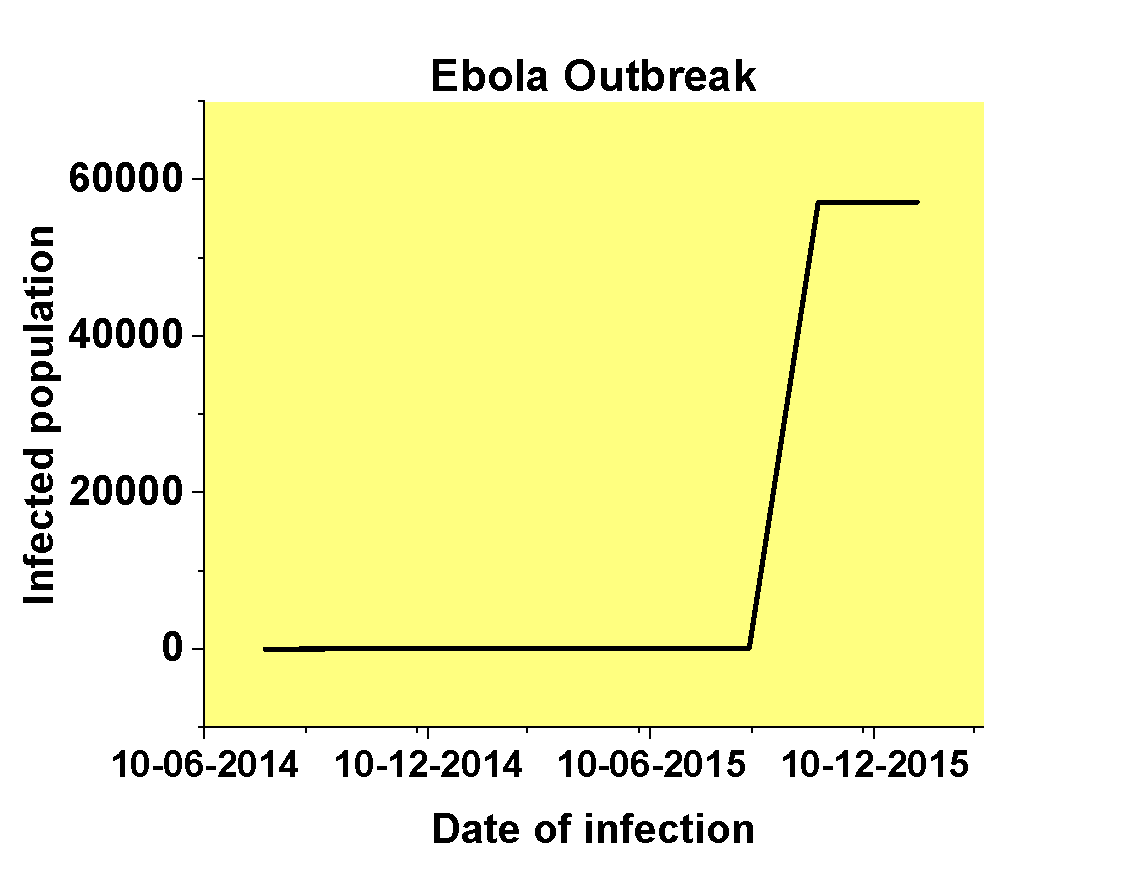 Ebola Outbreak
Infected population
60000
40000
20000
0
10-06-2014 10-12-2014 10-06-2015 10-12-2015
Date of infection